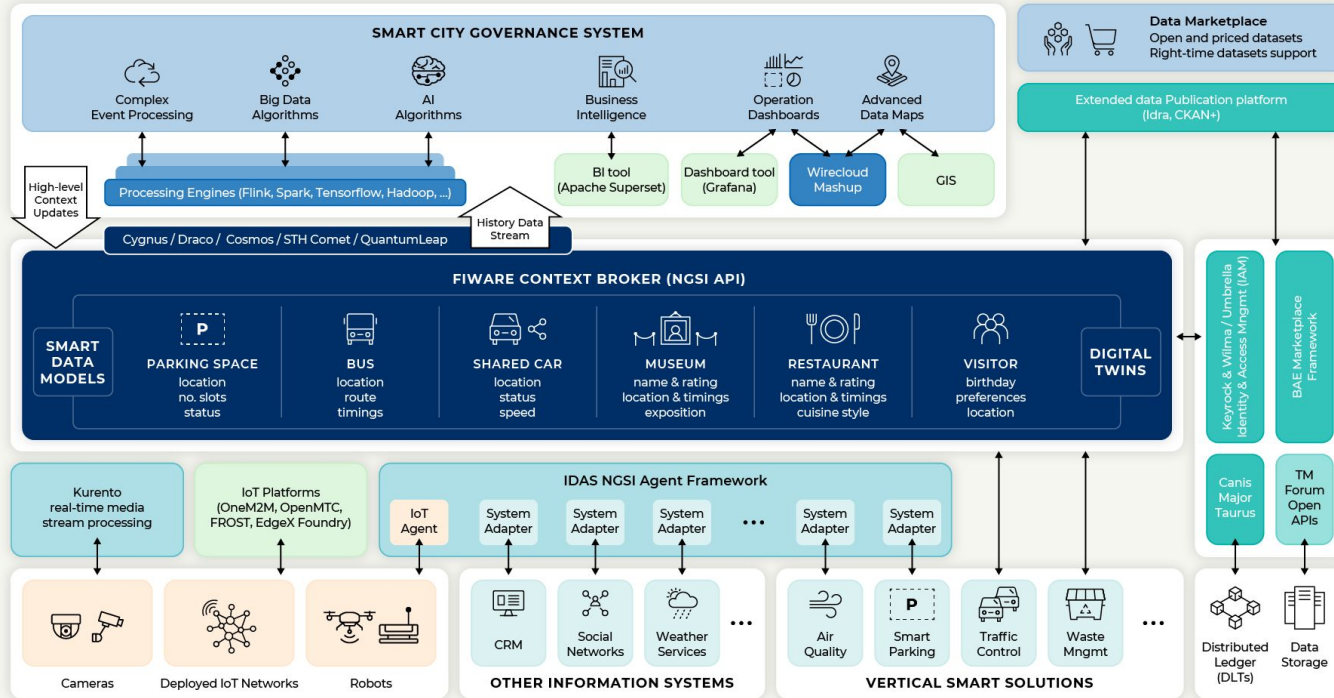 SMART CITY GOVERNANCE SYSTEM
Complex
Event Processing
Big Data
Algorithms
AI
Algorithms
Business
Intelligence
Operation
Dashboards
Advanced
Data Maps
Data Marketplace
Open and priced datasets
Right-time datasets support
Extended data Publication platform
(Idra, CKAN+)
High-level
Context
Updates
Processing Engines (Flink, Spark, Tensorflow, Hadoop, ...)
BI tool
(Apache Superset)
Dashboard tool
(Grafana)
Wirecloud
Mashup
GIS
History Data
Stream
Cygnus / Draco / Cosmos / STH Comet / QuantumLeap
FIWARE CONTEXT BROKER (NGSI API)
SMART
DATA
MODELS
P
PARKING SPACE
location
no. slots
status
BUS
location
route
timings
SHARED CAR
location
status
speed
MUSEUM
name & rating
location & timings
exposition
RESTAURANT
name & rating
location & timings
cuisine style
VISITOR
birthday
preferences
location
DIGITAL
TWINS
Keyrock & Wilma / Umbrella
Identity & Access Mngmt (IAM)
BAE Marketplace
Framework
Kurento
real-time media
stream processing
IoT Platforms
(OneM2M, OpenMTC,
FROST, EdgeX Foundry)
IDAS NGSI Agent Framework
IoT
Agent
System
Adapter
System
Adapter
System
Adapter
...
System
Adapter
System
Adapter
Canis
Major
Taurus
TM
Forum
Open
APIs
Cameras
Deployed IoT Networks
Robots
CRM
Social
Networks
Weather
Services
...
OTHER INFORMATION SYSTEMS
Air
Quality
P
Smart
Parking
Traffic
Control
Waste
Mngmt
...
VERTICAL SMART SOLUTIONS
Distributed
Ledger
(DLTs)
Data
Storage